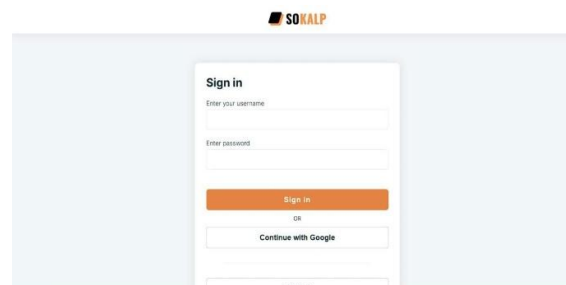 SOKALP
Sign in
Enter your username
Enter password
Sign in
OR
Continue with Google